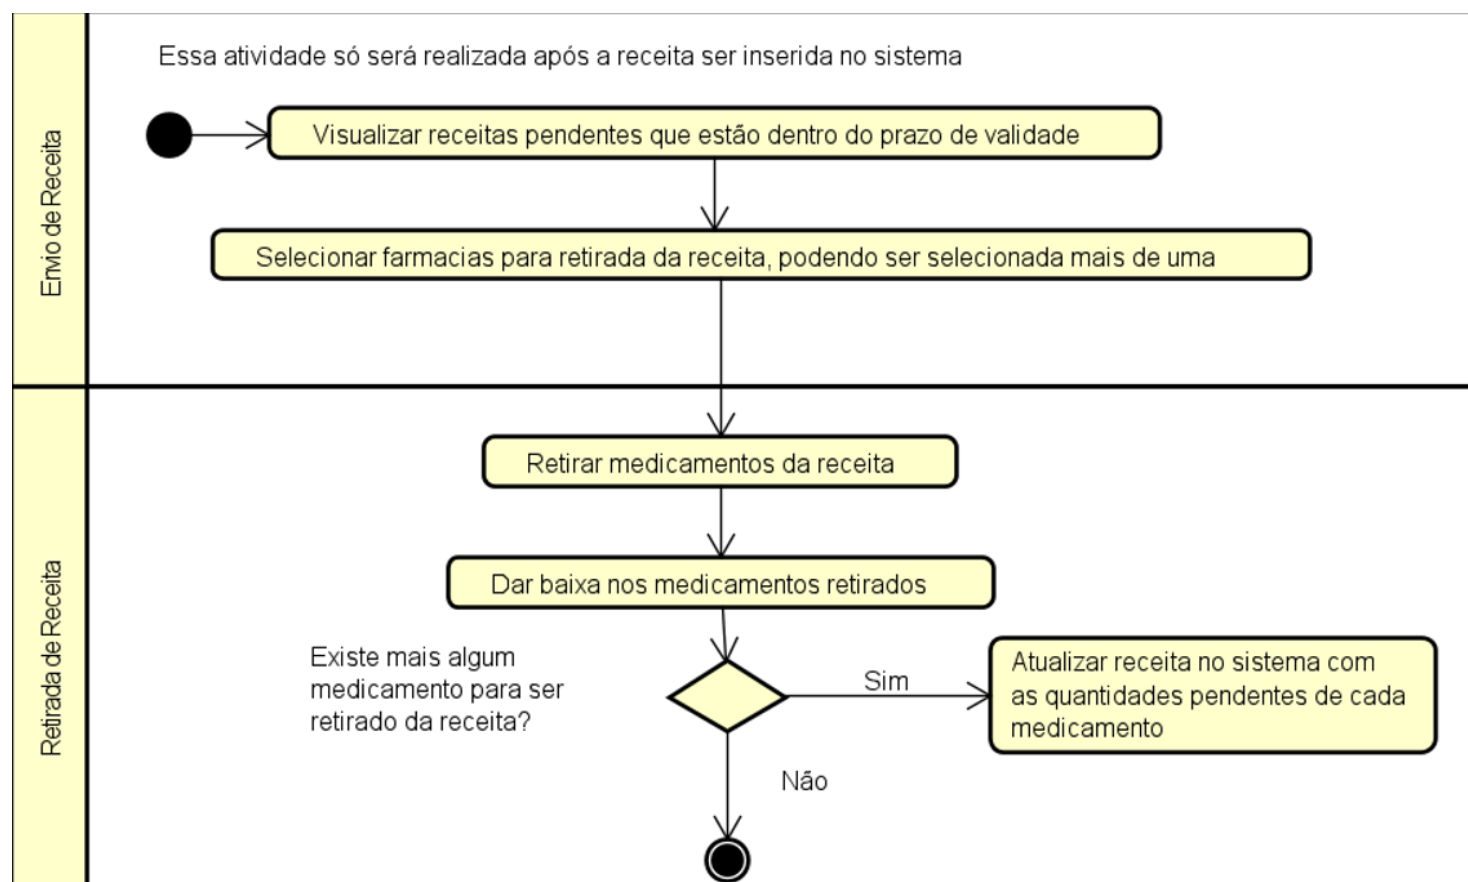 Essa atividade só será realizada após a receita ser inserida no sistema
Envio de Receita
Visualizar receitas pendentes que estão dentro do prazo de validade
Selecionar farmacias para retirada da receita, podendo ser selecionada mais de uma
Retirada de Receita
Retirar medicamentos da receita
Dar baixa nos medicamentos retirados
Existe mais algum
medicamento para ser
retirado da receita?
Sim
Atualizar receita no sistema com
as quantidades pendentes de cada
medicamento
Não